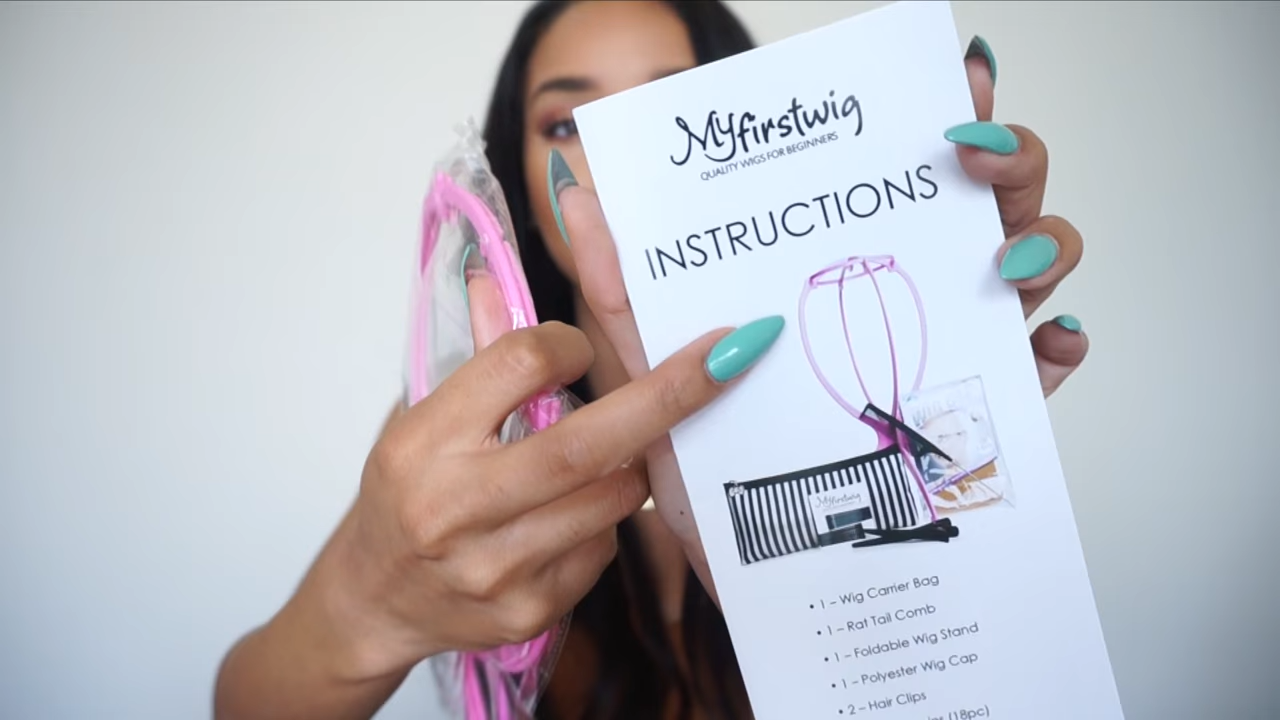 Myfirstwig
QUALITY WIGS FOR BEGINNERS
INSTRUCTIONS
Myfirstwig
• 1 – Wig Carrier Bag
• 1 – Rat Tail Comb
• 1 – Foldable Wig Stand
• 1 – Polyester Wig Cap
• 2 – Hair Clips
(18pc)